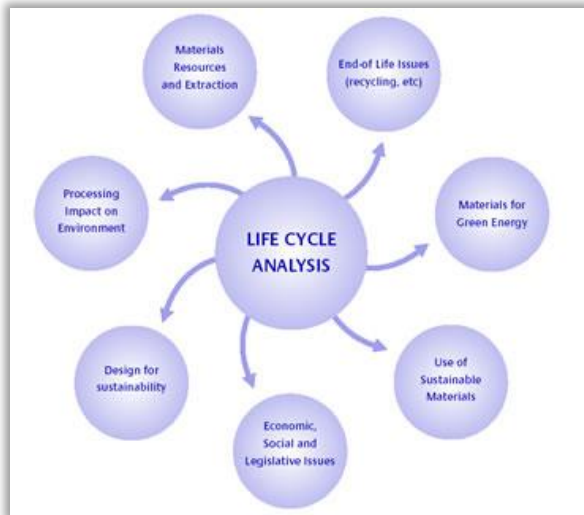 Materials
Resources
and Extraction
End-of Life Issues
(recycling, etc)
Processing
Impact on
Environment
LIFE CYCLE
ANALYSIS
Materials for
Green Energy
Design for
sustainability
Use of
Sustainable
Materials
Economic,
Social and
Legislative Issues